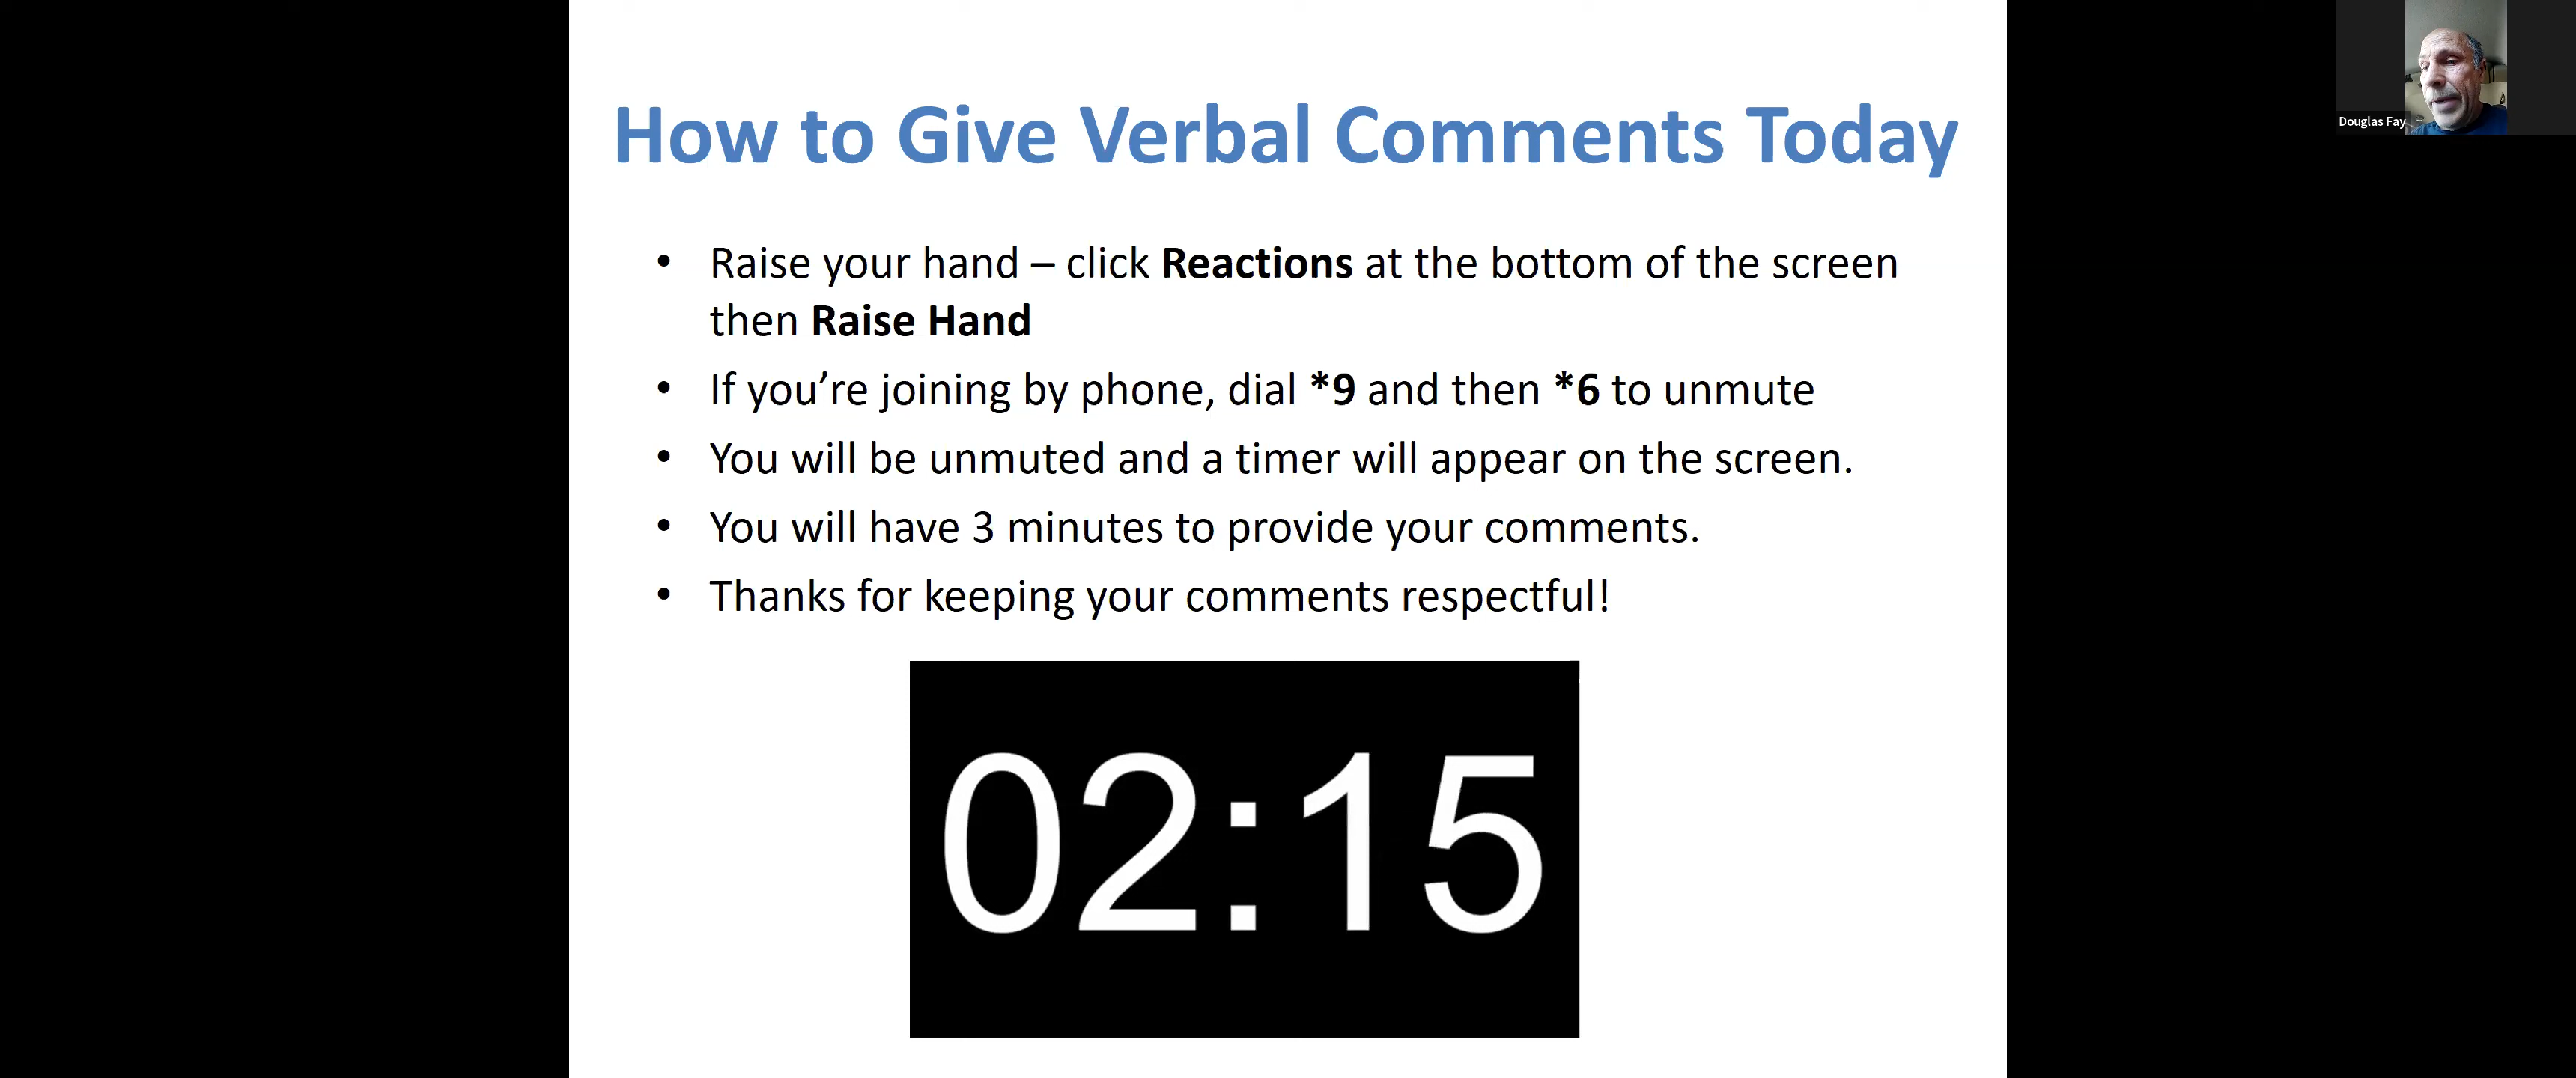 How to Give Verbal Comments Today
• Raise your hand – click Reactions at the bottom of the screen
then Raise Hand
• If you’re joining by phone, dial *9 and then *6 to unmute
• You will be unmuted and a timer will appear on the screen.
• You will have 3 minutes to provide your comments.
• Thanks for keeping your comments respectful!
02:15
Douglas Fay